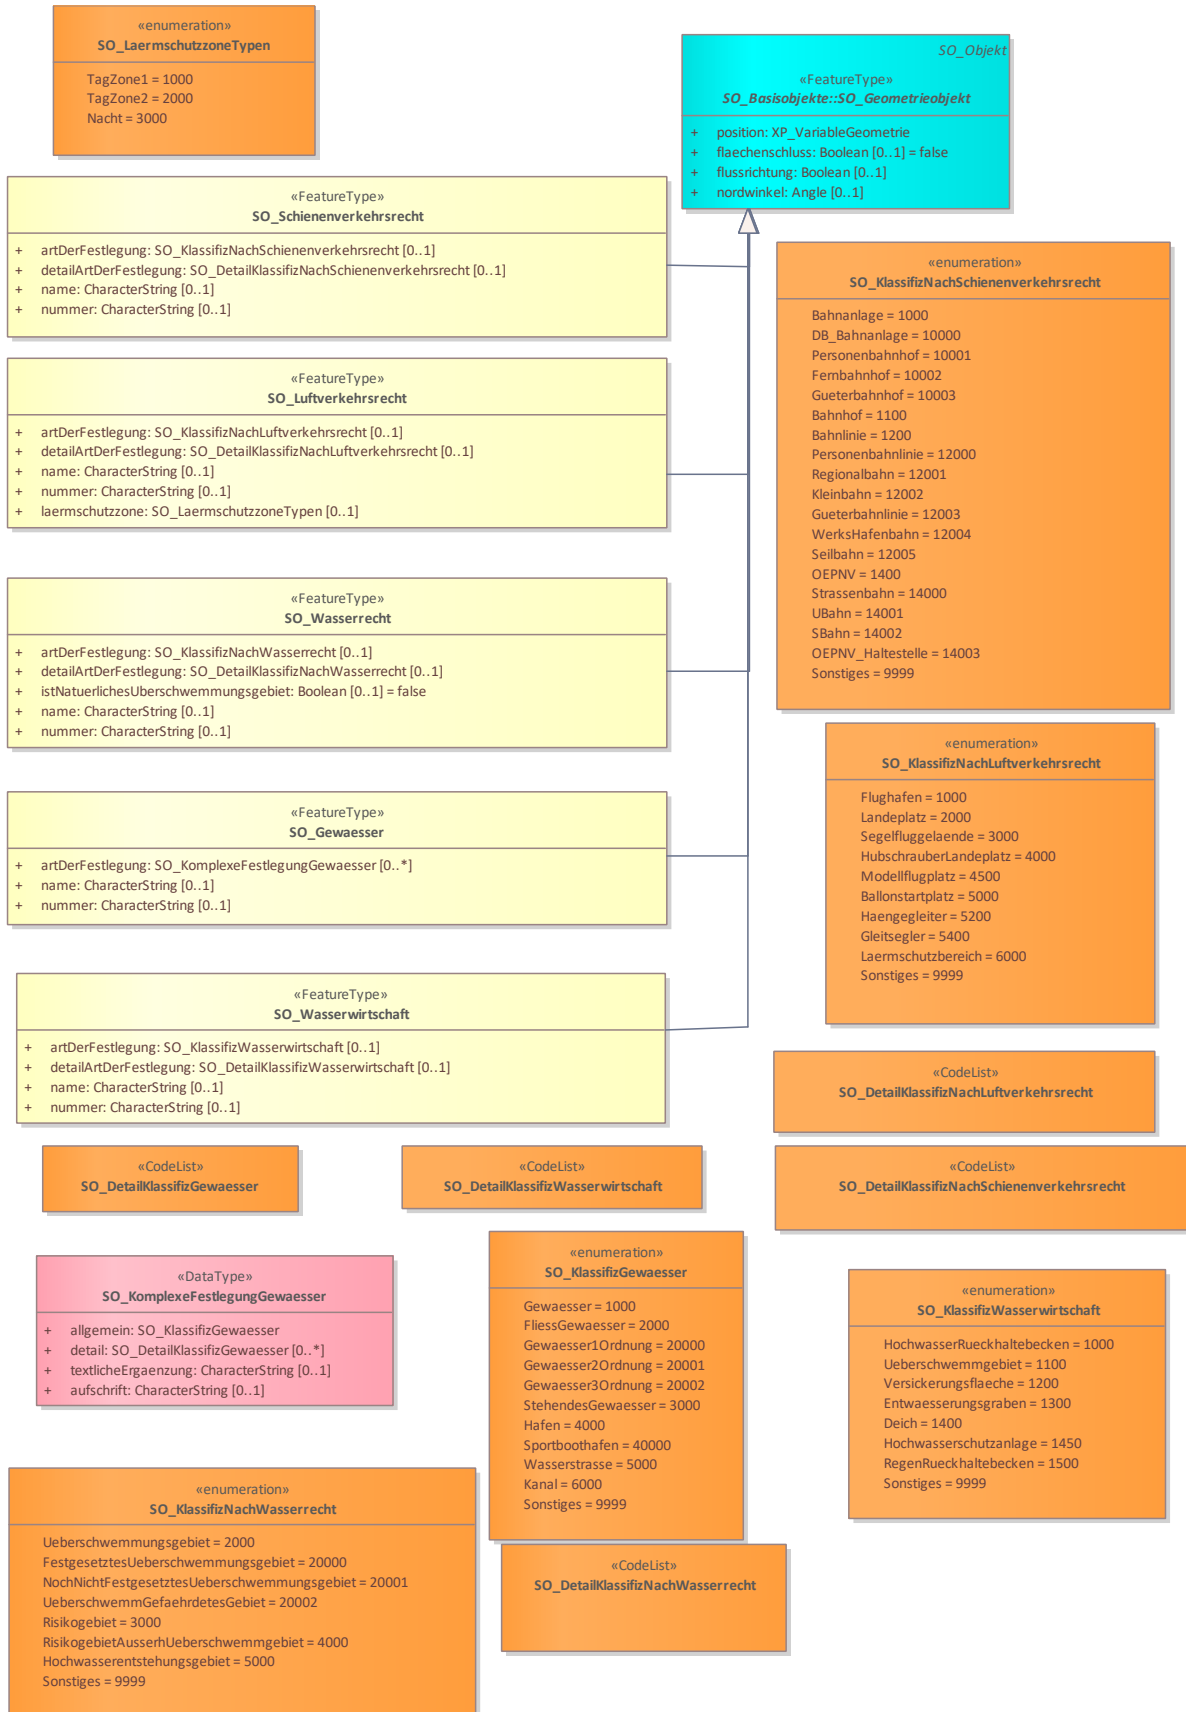 «enumeration»
SO_LaermschutzzoneTypen
TagZone1 = 1000
TagZone2 = 2000
Nacht = 3000
SO_Objekt
«FeatureType»
SO_Basisobjekte::SO_Geometrieobjekt
+ position: XP_VariableGeometrie
+ flaechenschluss: Boolean [0..1] = false
+ flussrichtung: Boolean [0..1]
+ nordwinkel: Angle [0..1]
«FeatureType»
SO_Schienenverkehrsrecht
+ artDerFestlegung: SO_KlassifizNachSchienenverkehrsrecht [0..1]
+ detailArtDerFestlegung: SO_DetailKlassifizNachSchienenverkehrsrecht [0..1]
+ name: CharacterString [0..1]
+ nummer: CharacterString [0..1]
«enumeration»
SO_KlassifizNachSchienenverkehrsrecht
Bahnanlage = 1000
DB_Bahnanlage = 10000
Personenbahnhof = 10001
Fernbahnhof = 10002
Gueterbahnhof = 10003
Bahnhof = 1100
Bahnlinie = 1200
Personenbahnlinie = 12000
Regionalbahn = 12001
Kleinbahn = 12002
Gueterbahnlinie = 12003
WerksHafenbahn = 12004
Seilbahn = 12005
OEPNV = 1400
Strassenbahn = 14000
UBahn = 14001
SBahn = 14002
OEPNV_Haltestelle = 14003
Sonstiges = 9999
«FeatureType»
SO_Luftverkehrsrecht
+ artDerFestlegung: SO_KlassifizNachLuftverkehrsrecht [0..1]
+ detailArtDerFestlegung: SO_DetailKlassifizNachLuftverkehrsrecht [0..1]
+ name: CharacterString [0..1]
+ nummer: CharacterString [0..1]
+ laermschutzzone: SO_LaermschutzzoneTypen [0..1]
«FeatureType»
SO_Wasserrecht
+ artDerFestlegung: SO_KlassifizNachWasserrecht [0..1]
+ detailArtDerFestlegung: SO_DetailKlassifizNachWasserrecht [0..1]
+ istNatuerlichesUberschwemmungsgebiet: Boolean [0..1] = false
+ name: CharacterString [0..1]
+ nummer: CharacterString [0..1]
«enumeration»
SO_KlassifizNachLuftverkehrsrecht
Flughafen = 1000
Landeplatz = 2000
Segelfluggelaende = 3000
HubschrauberLandeplatz = 4000
Modellflugplatz = 4500
Ballonstartplatz = 5000
Haengegleiter = 5200
Gleitsegler = 5400
Laermschutzbereich = 6000
Sonstiges = 9999
«FeatureType»
SO_Gewaesser
+ artDerFestlegung: SO_KomplexeFestlegungGewaesser [0..*]
+ name: CharacterString [0..1]
+ nummer: CharacterString [0..1]
«FeatureType»
SO_Wasserwirtschaft
+ artDerFestlegung: SO_KlassifizWasserwirtschaft [0..1]
+ detailArtDerFestlegung: SO_DetailKlassifizWasserwirtschaft [0..1]
+ name: CharacterString [0..1]
+ nummer: CharacterString [0..1]
«CodeList»
SO_DetailKlassifizNachLuftverkehrsrecht
«CodeList»
SO_DetailKlassifizGewaesser
«CodeList»
SO_DetailKlassifizWasserwirtschaft
«CodeList»
SO_DetailKlassifizNachSchienenverkehrsrecht
«DataType»
SO_KomplexeFestlegungGewaesser
+ allgemein: SO_KlassifizGewaesser
+ detail: SO_DetailKlassifizGewaesser [0..*]
+ textlicheErgaenzung: CharacterString [0..1]
+ aufschrift: CharacterString [0..1]
«enumeration»
SO_KlassifizGewaesser
Gewaesser = 1000
FliessGewaesser = 2000
Gewaesser1Ordnung = 20000
Gewaesser2Ordnung = 20001
Gewaesser3Ordnung = 20002
StehendesGewaesser = 3000
Hafen = 4000
Sportboothafen = 40000
Wasserstrasse = 5000
Kanal = 6000
Sonstiges = 9999
«enumeration»
SO_KlassifizWasserwirtschaft
HochwasserRueckhaltebecken = 1000
Ueberschwemmgebiet = 1100
Versickerungsflaeche = 1200
Entwaesserungsgraben = 1300
Deich = 1400
Hochwasserschutzanlage = 1450
RegenRueckhaltebecken = 1500
Sonstiges = 9999
«enumeration»
SO_KlassifizNachWasserrecht
Ueberschwemmungsgebiet = 2000
FestgesetztesUeberschwemmungsgebiet = 20000
NochNichtFestgesetztesUeberschwemmungsgebiet = 20001
UeberschwemmGefaehrdetesGebiet = 20002
Risikogebiet = 3000
RisikogebietAusserhUeberschwemmgebiet = 4000
Hochwasserentstehungsgebiet = 5000
Sonstiges = 9999
«CodeList»
SO_DetailKlassifizNachWasserrecht